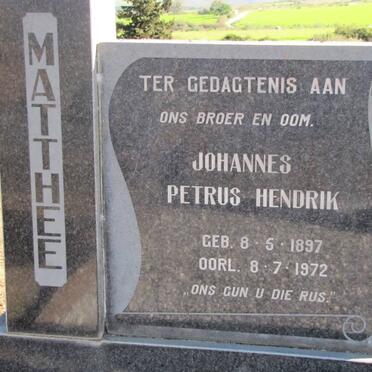 MATTHEE
TER GEDAGTENIS AAN
ONS BROER EN OOM.
JOHANNES
PETRUS HENDRIK
GEB. 8-5-1897
OORL. 8-7-1972
„ONS GUN U DIE RUS."